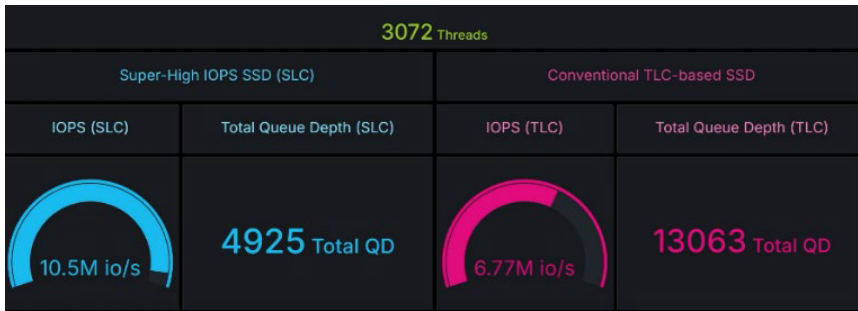 3072 Threads
Super-High IOPS SSD (SLC)
Conventional TLC-based SSD
IOPS (SLC)
Total Queue Depth (SLC)
IOPS (TLC)
Total Queue Depth (TLC)
10.5M io/s
4925 Total QD
6.77M io/s
13063 Total QD